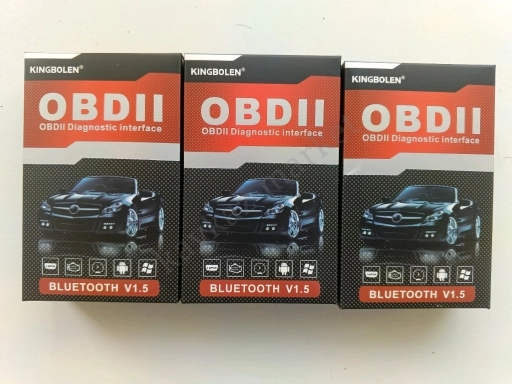 KINGBOLEN®
OBDII
OBDII Diagnostic interface
BLUETOOTH V1.5
KINGBOLEN®
OBDII
OBDII Diagnostic interface
BLUETOOTH V1.5
KINGBOLEN®
OBDII
OBDII Diagnostic interface
BLUETOOTH V1.5